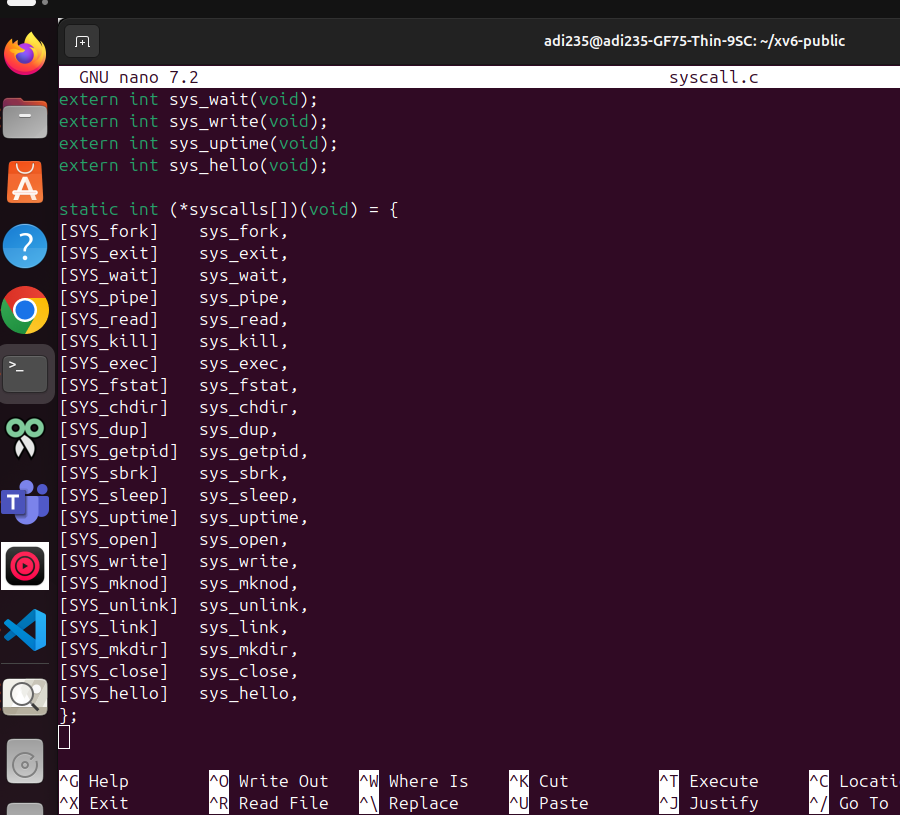 adi235@adi235-GF75-Thin-9SC: ~/xv6-public
GNU nano 7.2 syscall.c
extern int sys_wait(void);
extern int sys_write(void);
extern int sys_uptime(void);
extern int sys_hello(void);
static int (*syscalls[])(void) = {
[SYS_fork] sys_fork,
[SYS_exit] sys_exit,
[SYS_wait] sys_wait,
[SYS_pipe] sys_pipe,
[SYS_read] sys_read,
[SYS_kill] sys_kill,
[SYS_exec] sys_exec,
[SYS_fstat] sys_fstat,
[SYS_chdir] sys_chdir,
[SYS_dup] sys_dup,
[SYS_getpid] sys_getpid,
[SYS_sbrk] sys_sbrk,
[SYS_sleep] sys_sleep,
[SYS_uptime] sys_uptime,
[SYS_open] sys_open,
[SYS_write] sys_write,
[SYS_mknod] sys_mknod,
[SYS_unlink] sys_unlink,
[SYS_link] sys_link,
[SYS_mkdir] sys_mkdir,
[SYS_close] sys_close,
[SYS_hello] sys_hello,
};
^G Help ^O Write Out ^W Where Is ^K Cut ^T Execute ^C Locati
^X Exit ^R Read File ^\ Replace ^U Paste ^J Justify ^/ Go To